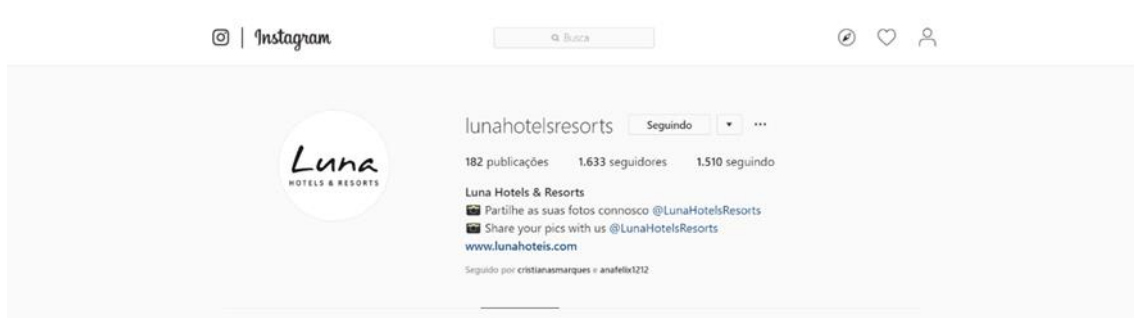 Instagram
Busca
lunahotelsresorts Seguindo
182 publicações 1.633 seguidores 1.510 seguindo
Luna
HOTELS & RESORTS
Luna Hotels & Resorts
Partilhe as suas fotos connosco @LunaHotelsResorts
Share your pics with us @LunaHotelsResorts
www.lunahoteis.com
Seguido por cristianasmarques e anafelix1212